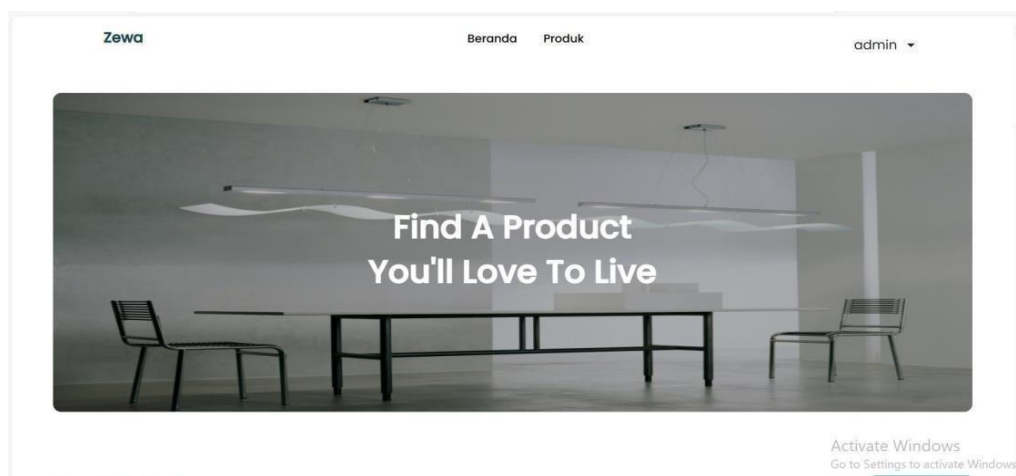 Zewa
Beranda Produk
admin
Find A Product
You'll Love To Live
Activate Windows
Go to Settings to activate Windows